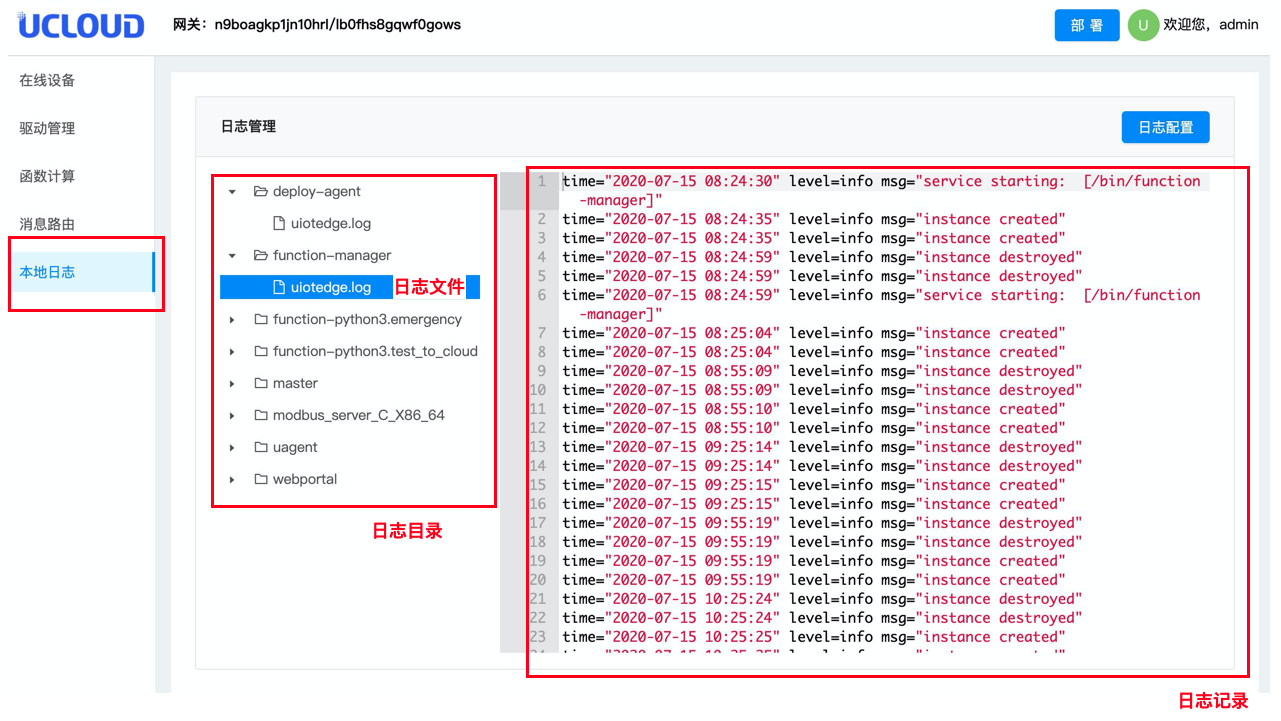 UCLOUD
网关：n9boagkp1jn10hrl/lb0fhs8gqwf0gows
部 署
U
欢迎您，admin
在线设备
驱动管理
函数计算
消息路由
本地日志
日志管理
日志配置
deploy-agent
uiotedge.log
function-manager
uiotedge.log
日志文件
function-python3.emergency
function-python3.test_to_cloud
master
modbus_server_C_X86_64
uagent
webportal
日志目录
1 time="2020-07-15 08:24:30" level=info msg="service starting:  [/bin/function
-manager]"
2 time="2020-07-15 08:24:35" level=info msg="instance created"
3 time="2020-07-15 08:24:35" level=info msg="instance created"
4 time="2020-07-15 08:24:59" level=info msg="instance destroyed"
5 time="2020-07-15 08:24:59" level=info msg="instance destroyed"
6 time="2020-07-15 08:24:59" level=info msg="service starting:  [/bin/function
-manager]"
7 time="2020-07-15 08:25:04" level=info msg="instance created"
8 time="2020-07-15 08:25:04" level=info msg="instance created"
9 time="2020-07-15 08:55:09" level=info msg="instance destroyed"
10 time="2020-07-15 08:55:09" level=info msg="instance destroyed"
11 time="2020-07-15 08:55:10" level=info msg="instance created"
12 time="2020-07-15 08:55:10" level=info msg="instance created"
13 time="2020-07-15 09:25:14" level=info msg="instance destroyed"
14 time="2020-07-15 09:25:14" level=info msg="instance destroyed"
15 time="2020-07-15 09:25:15" level=info msg="instance created"
16 time="2020-07-15 09:25:15" level=info msg="instance created"
17 time="2020-07-15 09:55:19" level=info msg="instance destroyed"
18 time="2020-07-15 09:55:19" level=info msg="instance destroyed"
19 time="2020-07-15 09:55:19" level=info msg="instance created"
20 time="2020-07-15 09:55:19" level=info msg="instance created"
21 time="2020-07-15 10:25:24" level=info msg="instance destroyed"
22 time="2020-07-15 10:25:24" level=info msg="instance destroyed"
23 time="2020-07-15 10:25:25" level=info msg="instance created"
日志记录